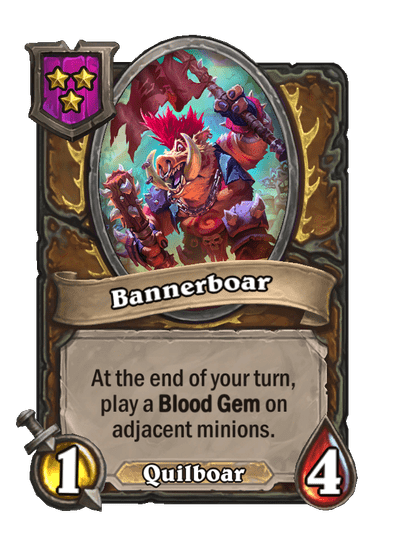 Bannerboar
At the end of your turn,
play a Blood Gem on
adjacent minions.
1
Quilboar
4